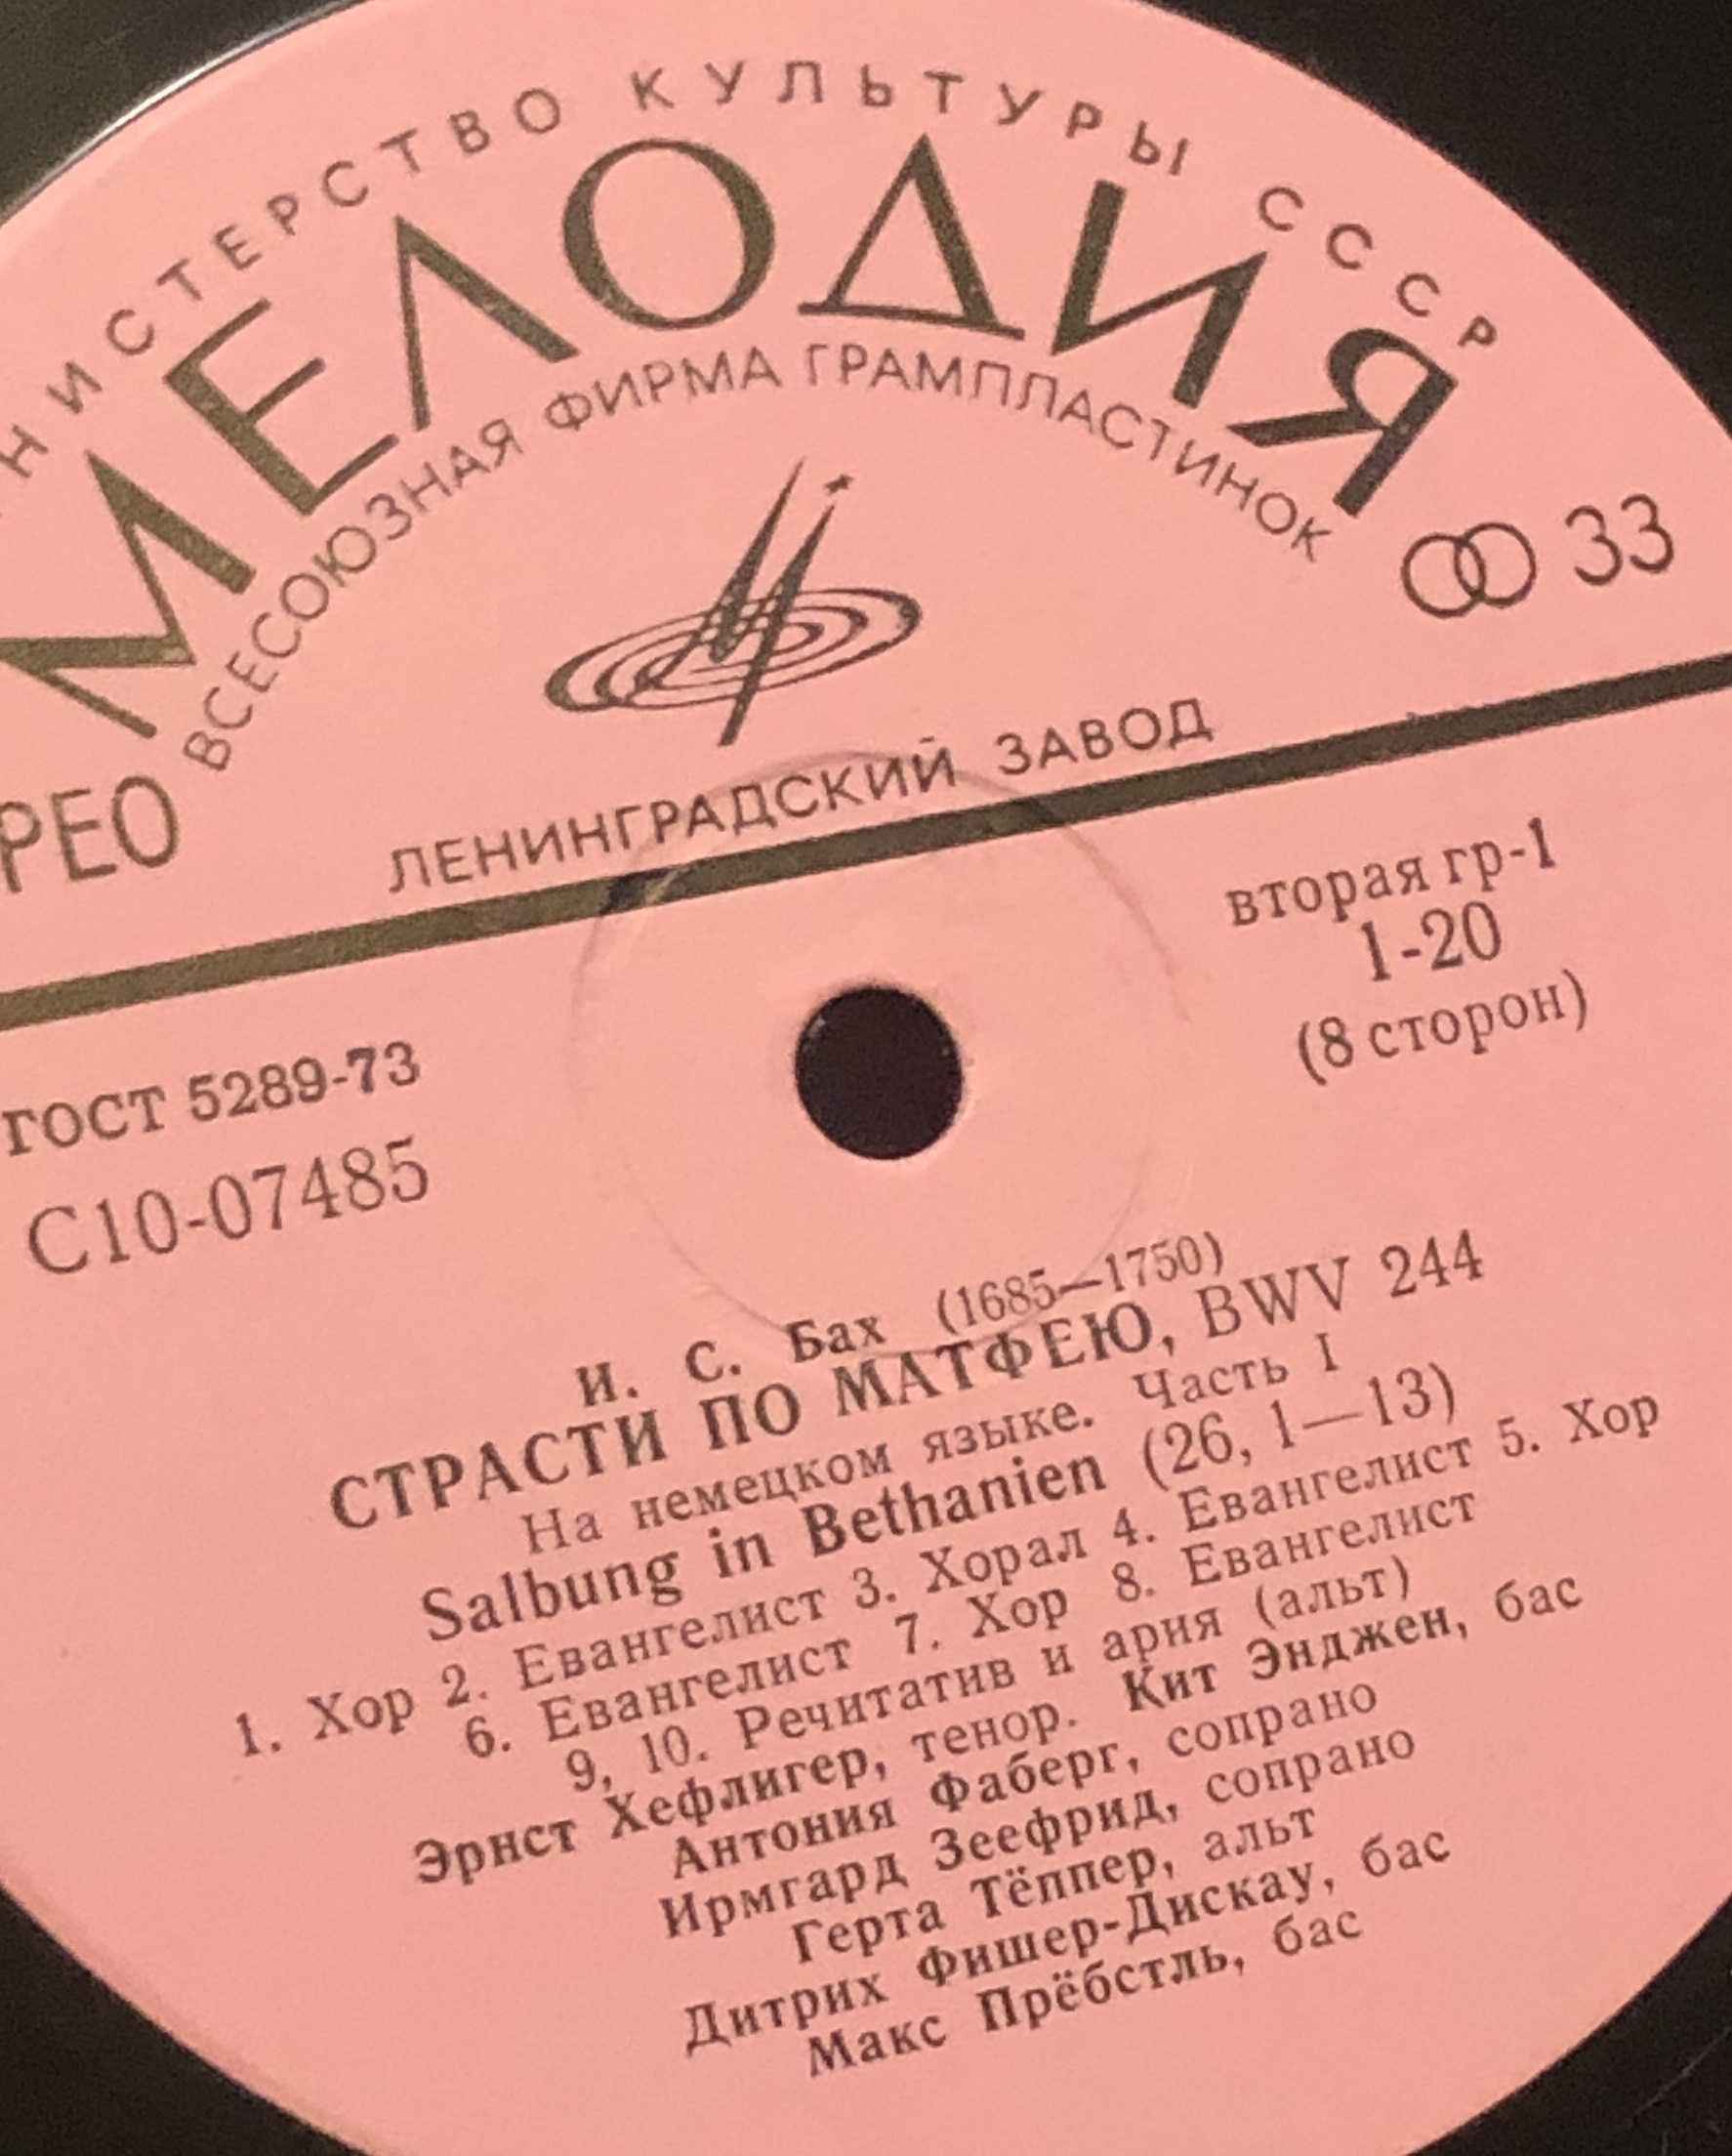 МИНИСТЕРСТВО КУЛЬТУРЫ СССР
МЕЛОДИЯ
ВСЕСОЮЗНАЯ ФИРМА ГРАМПЛАСТИНОК
33
РЕО
ЛЕНИНГРАДСКИЙ ЗАВОД
вторая гр-1
1-20
(8 сторон)
ГОСТ 5289-73
С10-07485
И. С. Бах (1685—1750)
СТРАСТИ ПО МАТФЕЮ, BWV 244
На немецком языке. Часть I
Salbung in Bethanien (26, 1—13)
1. Хор 2. Евангелист 3. Хорал 4. Евангелист 5. Хор
6. Евангелист 7. Хор 8. Евангелист
9, 10. Речитатив и ария (альт)
Эрнст Хефлигер, тенор. Кит Энджен, бас
Антония Фаберг, сопрано
Ирмгард Зеефрид, сопрано
Герта Тёппер, альт
Дитрих Фишер-Дискау, бас
Макс Прёбстль, бас